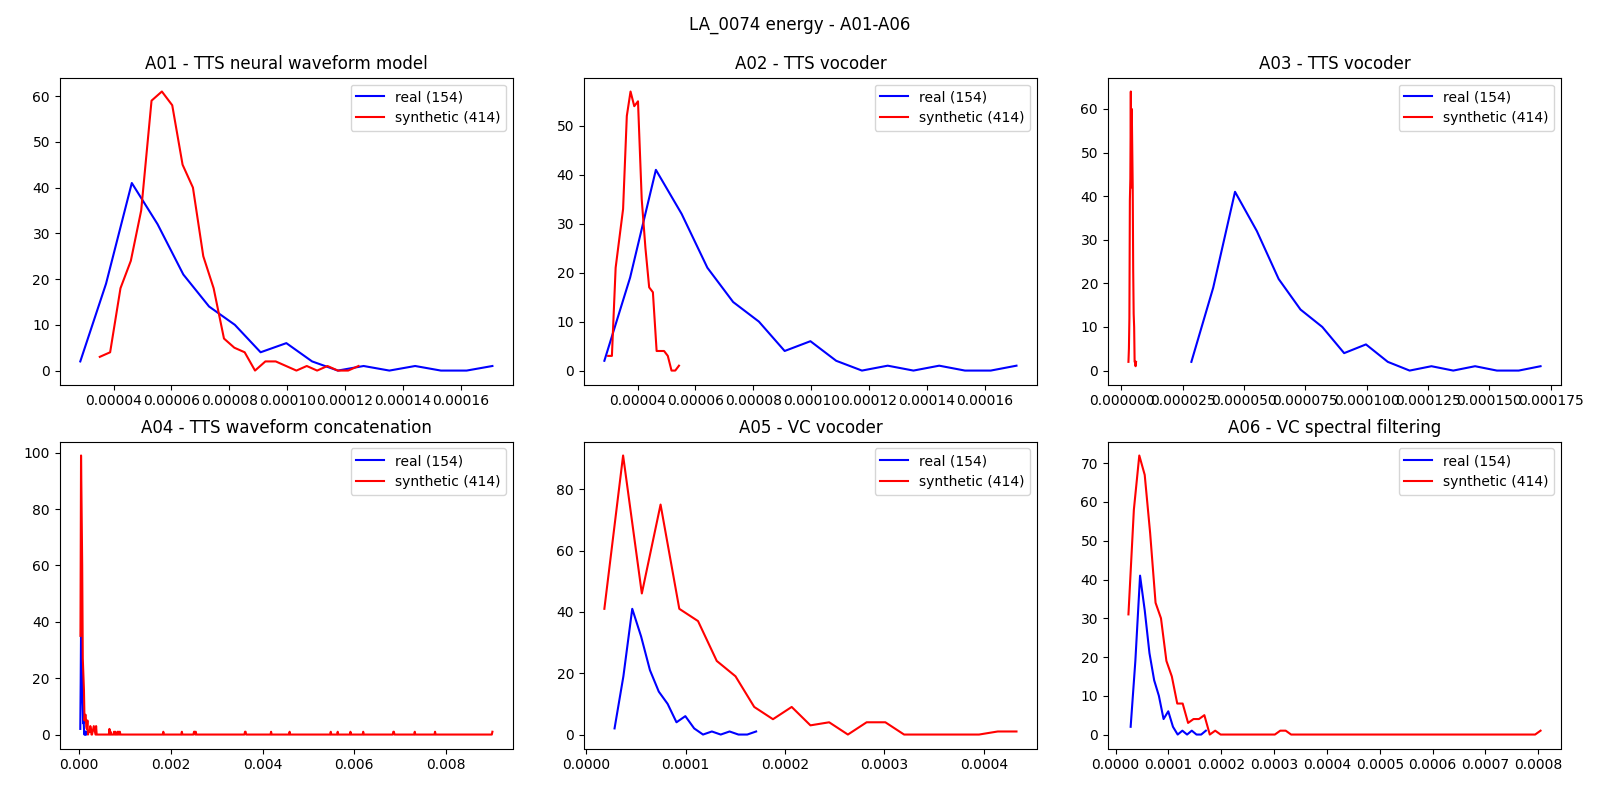 LA_0074 energy - A01-A06
A01 - TTS neural waveform model
60
50
40
30
20
10
0
real (154)
synthetic (414)
0.00004 0.00006 0.00008 0.00010 0.00012 0.00014 0.00016
A02 - TTS vocoder
50
40
30
20
10
0
real (154)
synthetic (414)
0.00004 0.00006 0.00008 0.00010 0.00012 0.00014 0.00016
A03 - TTS vocoder
60
50
40
30
20
10
0
real (154)
synthetic (414)
0.000000 0.000025 0.000050 0.000075 0.000100 0.000125 0.000150 0.000175
A04 - TTS waveform concatenation
100
80
60
40
20
0
real (154)
synthetic (414)
0.000 0.002 0.004 0.006 0.008
A05 - VC vocoder
80
60
40
20
0
real (154)
synthetic (414)
0.0000 0.0001 0.0002 0.0003 0.0004
A06 - VC spectral filtering
70
60
50
40
30
20
10
0
real (154)
synthetic (414)
0.0000 0.0001 0.0002 0.0003 0.0004 0.0005 0.0006 0.0007 0.0008